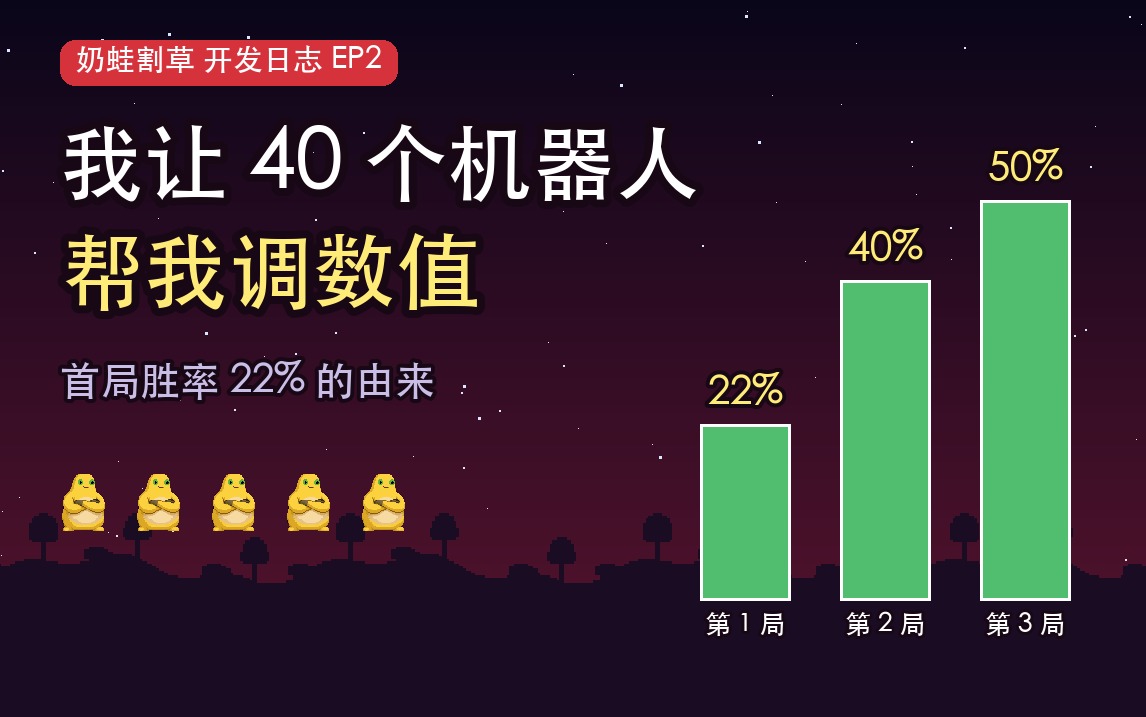 奶蛙割草 开发日志 EP2
我让 40 个机器人
帮我调数值
首局胜率 22% 的由来
22%
40%
50%
第 1 局
第 2 局
第 3 局